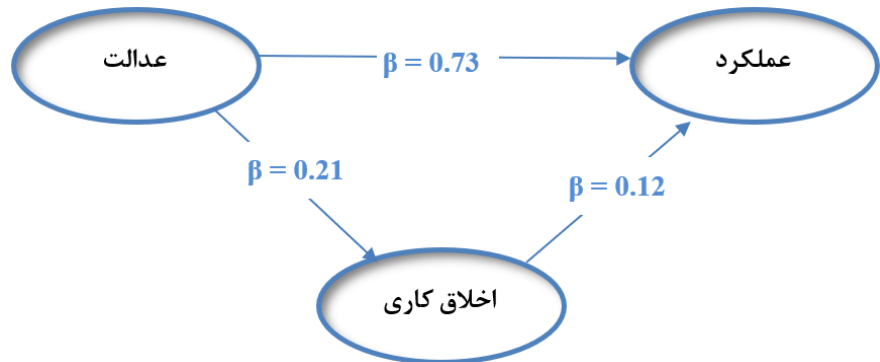 عدالت
عملکرد
β = 0.73
β = 0.21
β = 0.12
اخلاق کاری